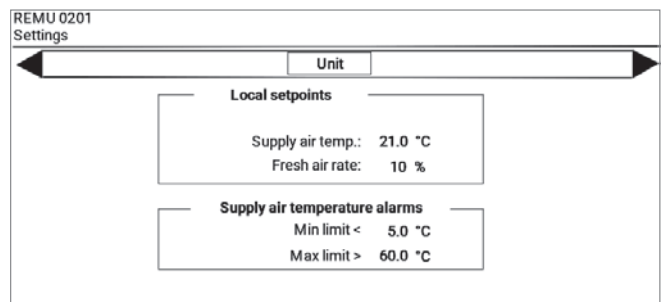 REMU 0201
Settings
Unit
Local setpoints
Supply air temp.: 21.0 °C
Fresh air rate: 10 %
Supply air temperature alarms
Min limit < 5.0 °C
Max limit > 60.0 °C